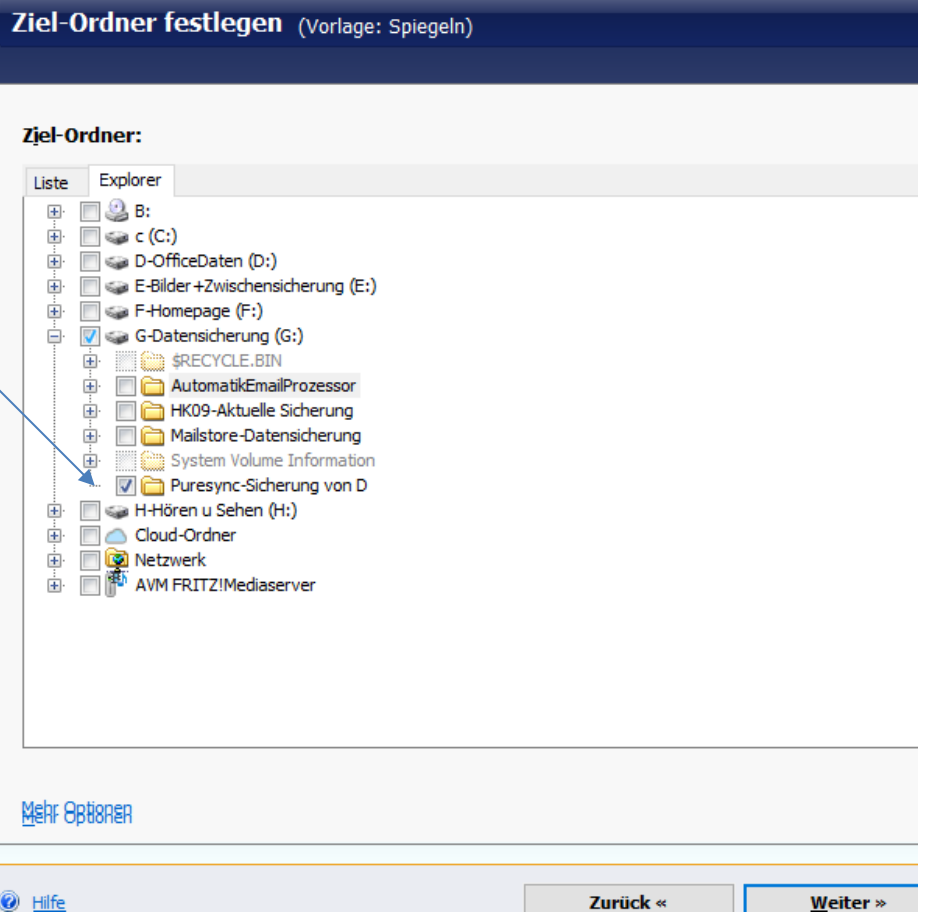 Ziel-Ordner festlegen (Vorlage: Spiegeln)
Ziel-Ordner:
Liste Explorer
B:
c (C:)
D-OfficeDaten (D:)
E-Bilder+Zwischensicherung (E:)
F-Homepage (F:)
G-Datensicherung (G:)
$RECYCLE.BIN
AutomatikEmailProzessor
HK09-Aktuelle Sicherung
Mailstore-Datensicherung
System Volume Information
Puresync-Sicherung von D
H-Hören u Sehen (H:)
Cloud-Ordner
Netzwerk
AVM FRITZ!Mediaserver
Mehr Optionen
Hilfe Zurück « Weiter »